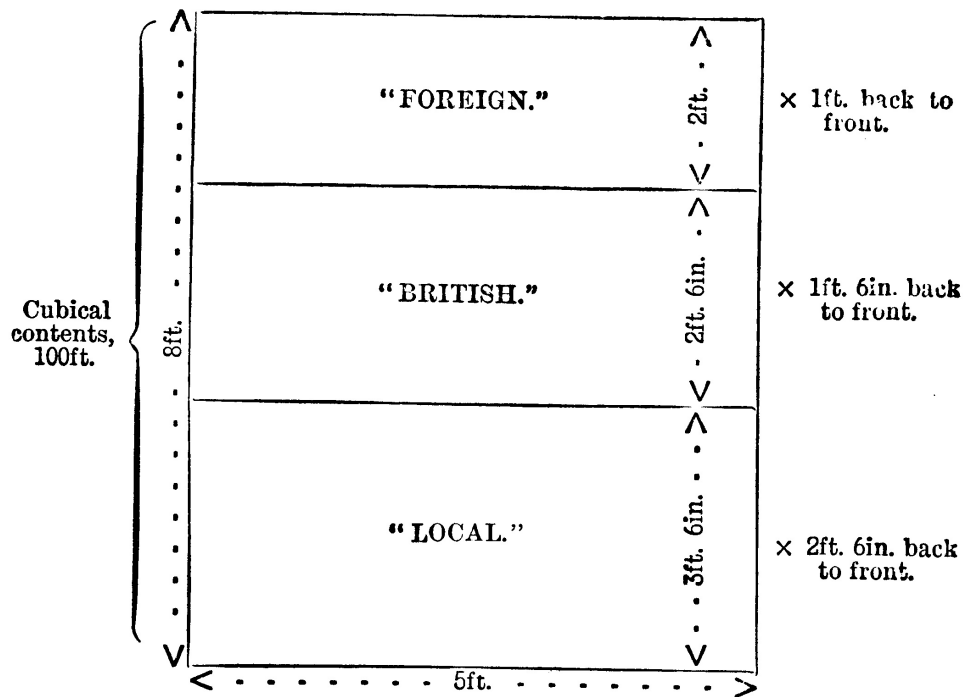 "FOREIGN."
2ft.
× 1ft. back to
front.
"BRITISH."
2ft. 6in.
× 1ft. 6in. back
to front.
Cubical
contents,
100ft.
8ft.
"LOCAL."
3ft. 6in.
× 2ft. 6in. back
to front.
5ft.